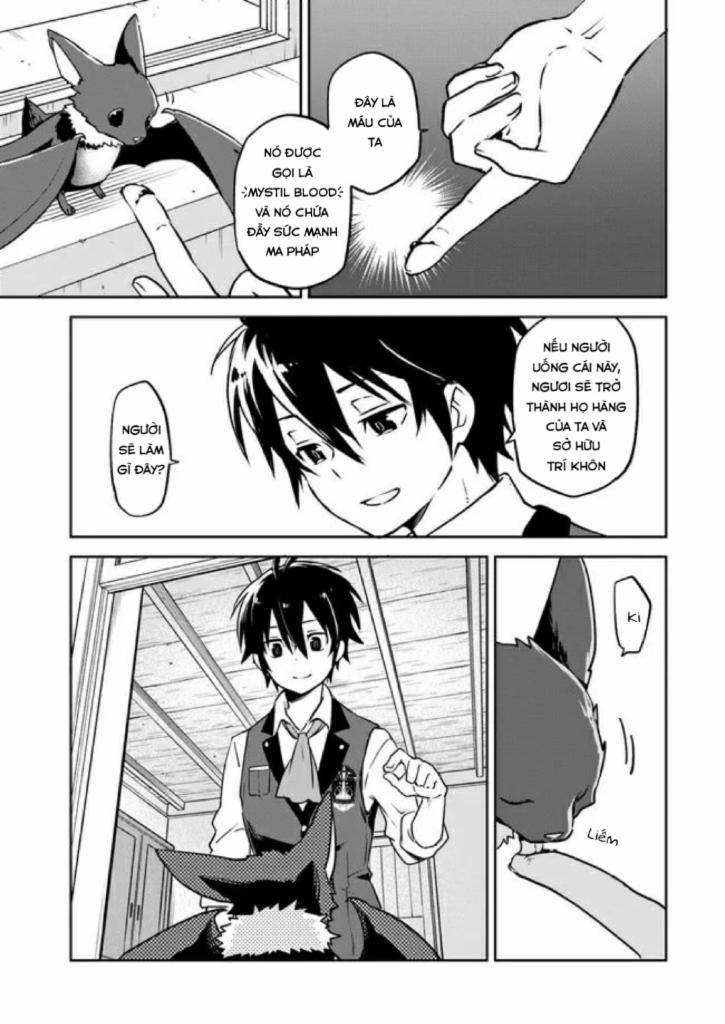 ĐÂY LÀ
MÁU CỦA
TA
NÓ ĐƯỢC
GỌI LÀ
MYSTIL BLOOD
VÀ NÓ CHỨA
ĐẦY SỨC MẠNH
MA PHÁP
NẾU NGƯỜI
UỐNG CÁI NÀY,
NGƯƠI SẼ TRỞ
THÀNH HỌ HÀNG
CỦA TA VÀ
SỞ HỮU
TRÍ KHÔN
NGƯỜI
SẼ LÀM
GÌ ĐÂY?
KI
Liếm